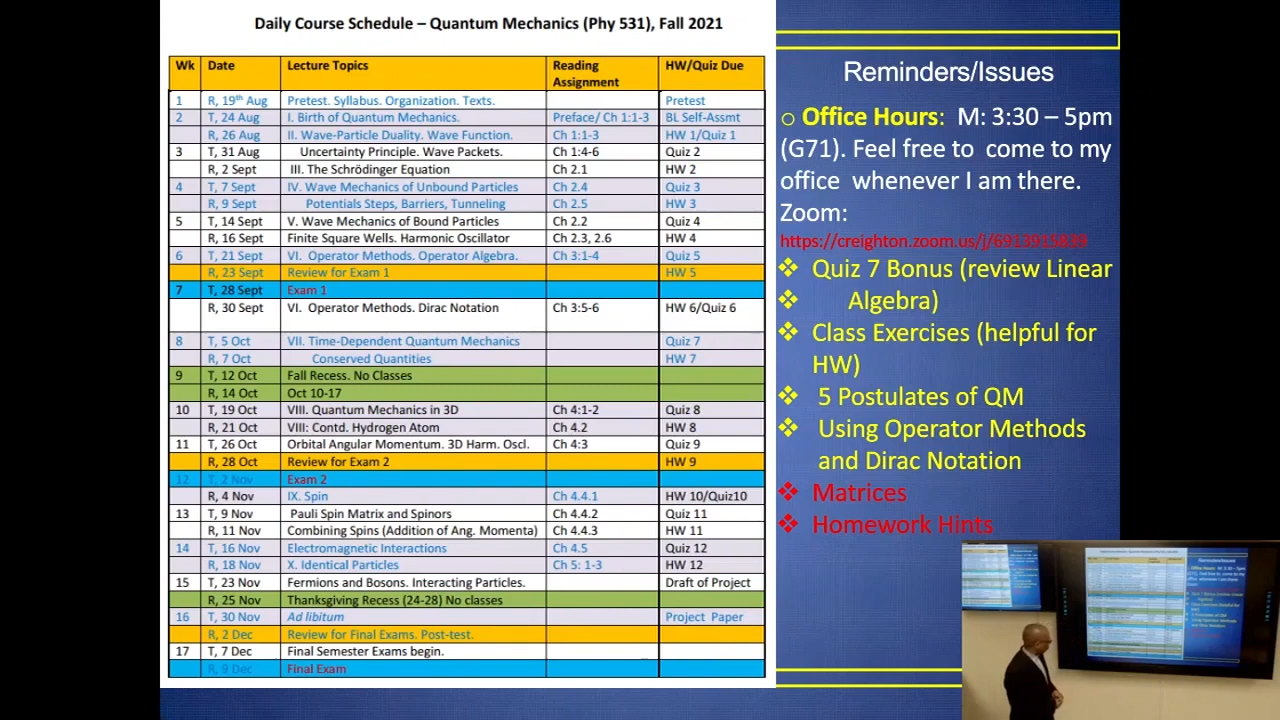 Daily Course Schedule – Quantum Mechanics (Phy 531), Fall 2021
Wk Date Lecture Topics Reading Assignment HW/Quiz Due
1 R, 19th Aug Pretest. Syllabus. Organization. Texts. Pretest
2 T, 24 Aug I. Birth of Quantum Mechanics. Preface/ Ch 1:1-3 BL Self-Assmt
R, 26 Aug II. Wave-Particle Duality. Wave Function. Ch 1:1-3 HW 1/Quiz 1
3 T, 31 Aug Uncertainty Principle. Wave Packets. Ch 1:4-6 Quiz 2
R, 2 Sept III. The Schrödinger Equation Ch 2.1 HW 2
4 T, 7 Sept IV. Wave Mechanics of Unbound Particles Ch 2.4 Quiz 3
R, 9 Sept Potentials Steps, Barriers, Tunneling Ch 2.5 HW 3
5 T, 14 Sept V. Wave Mechanics of Bound Particles Ch 2.2 Quiz 4
R, 16 Sept Finite Square Wells. Harmonic Oscillator Ch 2.3, 2.6 HW 4
6 T, 21 Sept VI. Operator Methods. Operator Algebra. Ch 3:1-4 Quiz 5
R, 23 Sept Review for Exam 1 HW 5
7 T, 28 Sept Exam 1
R, 30 Sept VI. Operator Methods. Dirac Notation Ch 3:5-6 HW 6/Quiz 6
8 T, 5 Oct VII. Time-Dependent Quantum Mechanics Quiz 7
R, 7 Oct Conserved Quantities HW 7
9 T, 12 Oct Fall Recess. No Classes
R, 14 Oct Oct 10-17
10 T, 19 Oct VIII. Quantum Mechanics in 3D Ch 4:1-2 Quiz 8
R, 21 Oct VIII: Contd. Hydrogen Atom Ch 4.2 HW 8
11 T, 26 Oct Orbital Angular Momentum. 3D Harm. Oscl. Ch 4:3 Quiz 9
R, 28 Oct Review for Exam 2 HW 9
12 T, 2 Nov Exam 2
R, 4 Nov IX. Spin Ch 4.4.1 HW 10/Quiz10
13 T, 9 Nov Pauli Spin Matrix and Spinors Ch 4.4.2 Quiz 11
R, 11 Nov Combining Spins (Addition of Ang. Momenta) Ch 4.4.3 HW 11
14 T, 16 Nov Electromagnetic Interactions Ch 4.5 Quiz 12
R, 18 Nov X. Identical Particles Ch 5: 1-3 HW 12
15 T, 23 Nov Fermions and Bosons. Interacting Particles. Draft of Project
R, 25 Nov Thanksgiving Recess (24-28) No classes
16 T, 30 Nov Ad libitum Project Paper
R, 2 Dec Review for Final Exams. Post-test.
17 T, 7 Dec Final Semester Exams begin.
R, 9 Dec Final Exam
Reminders/Issues
Office Hours: M: 3:30 – 5pm
(G71). Feel free to come to my
office whenever I am there.
Zoom:
https://creighton.zoom.us/j/6913915839
Quiz 7 Bonus (review Linear
Algebra)
Class Exercises (helpful for
HW)
5 Postulates of QM
Using Operator Methods
and Dirac Notation
Matrices
Homework Hints